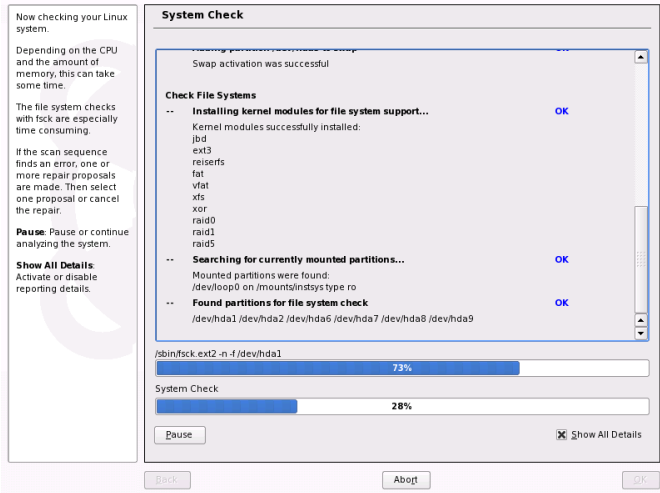 Now checking your Linux
system.
Depending on the CPU
and the amount of
memory, this can take
some time.
The file system checks
with fsck are especially
time consuming.
If the scan sequence
finds an error, one or
more repair proposals
are made. Then select
one proposal or cancel
the repair.
Pause: Pause or continue
analyzing the system.
Show All Details:
Activate or disable
reporting details.
System Check
Swap activation was successful
Check File Systems
-- Installing kernel modules for file system support... OK
Kernel modules successfully installed:
jbd
ext3
reiserfs
fat
vfat
xfs
xor
raid0
raid1
raid5
-- Searching for currently mounted partitions... OK
Mounted partitions were found:
/dev/loop0 on /mounts/instsys type ro
-- Found partitions for file system check OK
/dev/hda1 /dev/hda2 /dev/hda6 /dev/hda7 /dev/hda8 /dev/hda9
/sbin/fsck.ext2 -n -f /dev/hda1
73%
System Check
28%
Pause
Show All Details
Back
Abort
OK